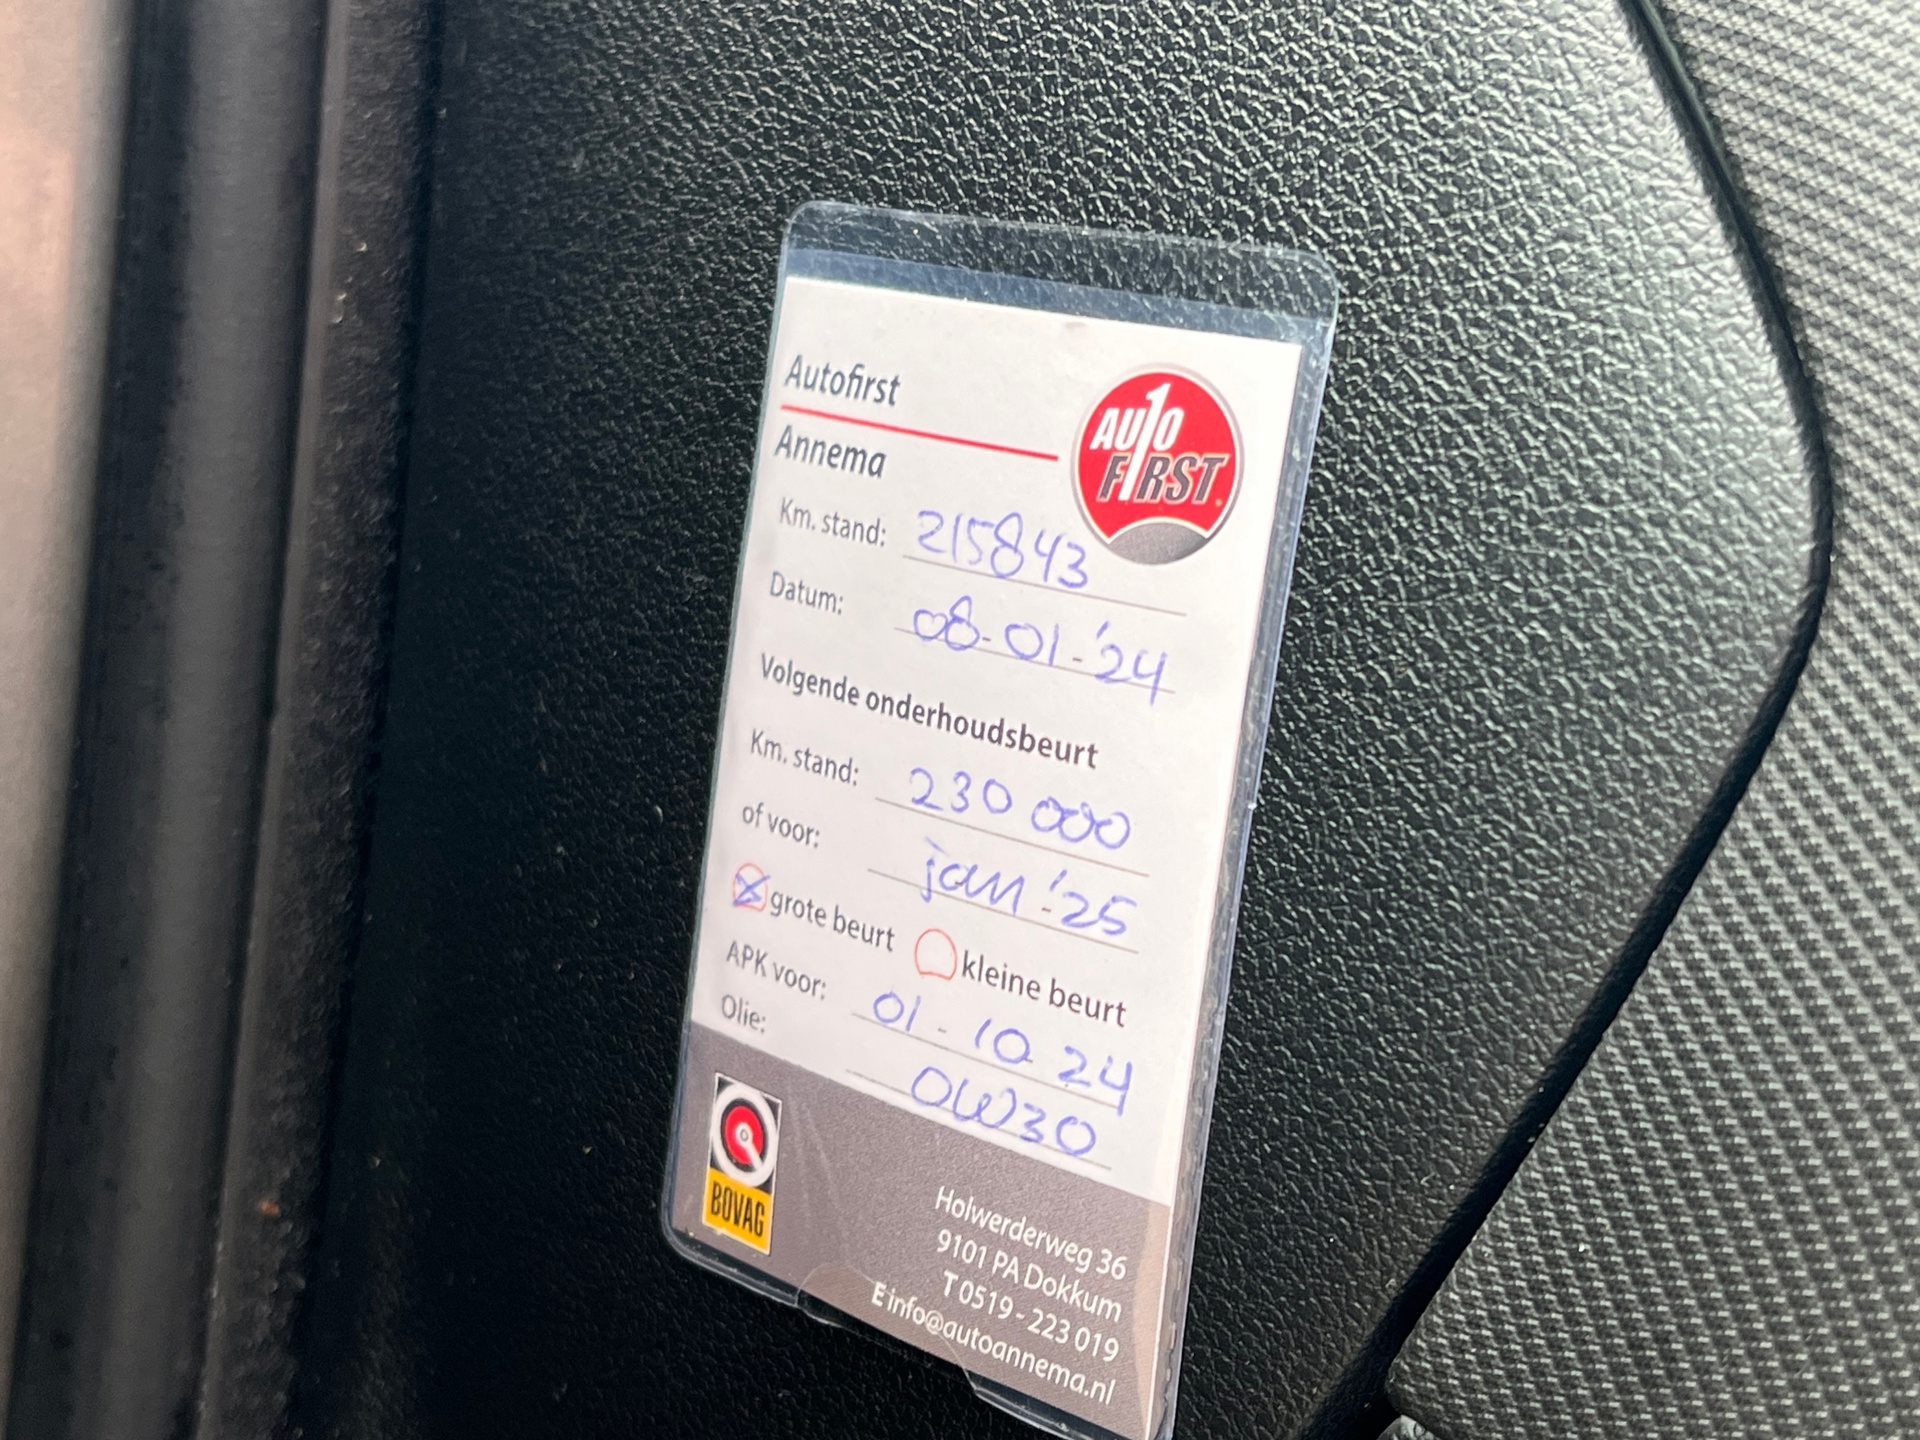 Autofirst
Annema
AUTO
FIRST
Km. stand: 215843
Datum: 08-01-'24
Volgende onderhoudsbeurt
Km. stand: 230 000
of voor: jan '25
grote beurt kleine beurt
APK voor: 01-10 24
Olie: 0W30
BOVAG
Holwerderweg 36
9101 PA Dokkum
T 0519 - 223 019
E info@autoannema.nl